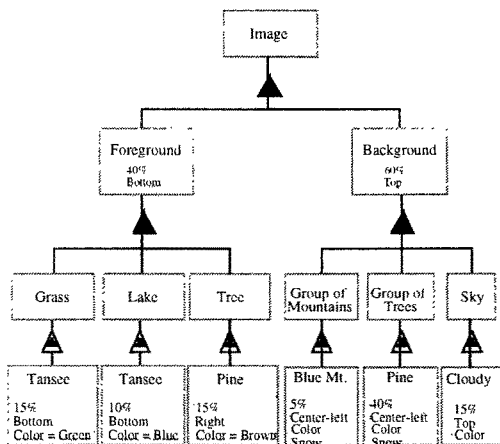 Image
Foreground
40%
Bottom
Background
60%
Top
Grass
Lake
Tree
Group of
Mountains
Group of
Trees
Sky
Tansee
15%
Bottom
Color = Green
Tansee
10%
Bottom
Color = Blue
Pine
15%
Right
Color = Brown
Blue Mt.
5%
Center-left
Color
Snow
Pine
40%
Center-left
Color
Snow
Cloudy
15%
Top
Color